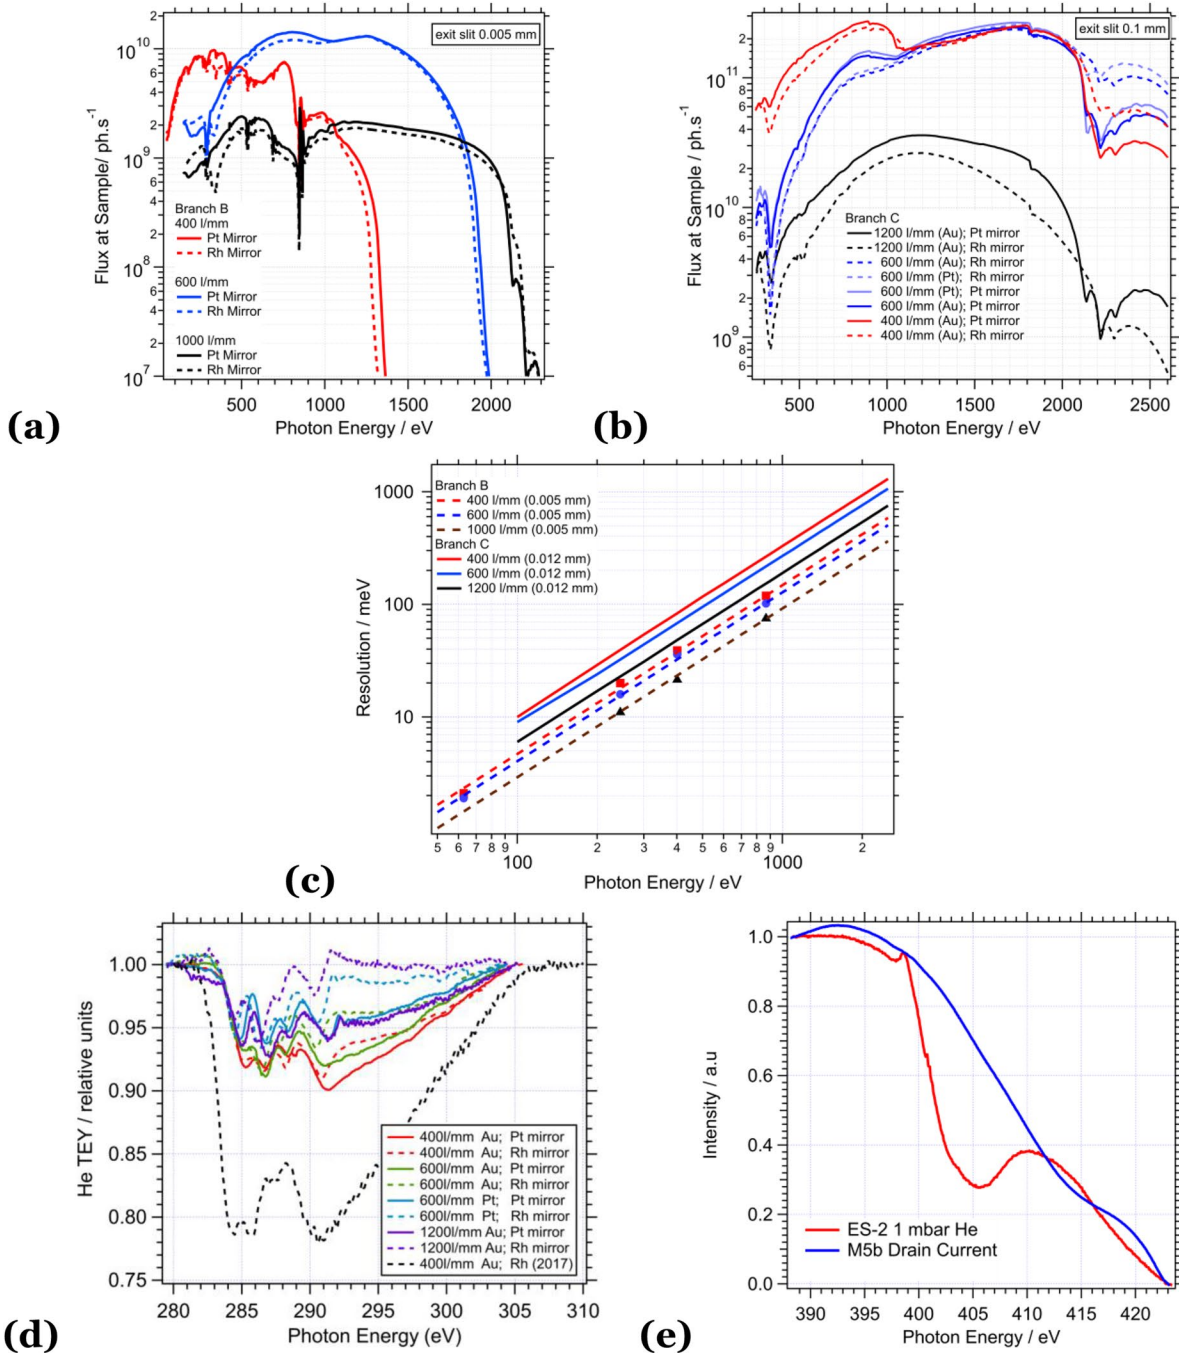 exit slit 0.005 mm
Flux at Sample/ ph.s⁻¹
10¹⁰
8
6
4
2
10⁹
8
6
4
2
10⁸
8
6
4
2
10⁷
Branch B
400 l/mm
Pt Mirror
Rh Mirror
600 l/mm
Pt Mirror
Rh Mirror
1000 l/mm
Pt Mirror
Rh Mirror
500 1000 1500 2000
Photon Energy / eV
(a)
exit slit 0.1 mm
Flux at Sample / ph.s⁻¹
2
10¹¹
8
6
4
2
10¹⁰
8
6
4
2
10⁹
8
6
Branch C
1200 l/mm (Au); Pt mirror
1200 l/mm (Au); Rh mirror
600 l/mm (Au); Rh mirror
600 l/mm (Pt); Rh mirror
600 l/mm (Pt); Pt mirror
600 l/mm (Au); Pt mirror
400 l/mm (Au); Pt mirror
400 l/mm (Au); Rh mirror
500 1000 1500 2000 2500
Photon Energy / eV
(b)
Resolution / meV
1000
100
10
Branch B
400 l/mm (0.005 mm)
600 l/mm (0.005 mm)
1000 l/mm (0.005 mm)
Branch C
400 l/mm (0.012 mm)
600 l/mm (0.012 mm)
1200 l/mm (0.012 mm)
5 6 7 8 9 100 2 3 4 5 6 7 8 9 1000 2
Photon Energy / eV
(c)
He TEY / relative units
1.00
0.95
0.90
0.85
0.80
0.75
400l/mm Au; Pt mirror
400l/mm Au; Rh mirror
600l/mm Au; Pt mirror
600l/mm Au; Rh mirror
600l/mm Pt; Pt mirror
600l/mm Pt; Rh mirror
1200l/mm Au; Pt mirror
1200l/mm Au; Rh mirror
400l/mm Au; Rh (2017)
280 285 290 295 300 305 310
Photon Energy (eV)
(d)
Intensity / a.u
1.0
0.8
0.6
0.4
0.2
0.0
ES-2 1 mbar He
M5b Drain Current
390 400 410 420
Photon Energy / eV
(e)